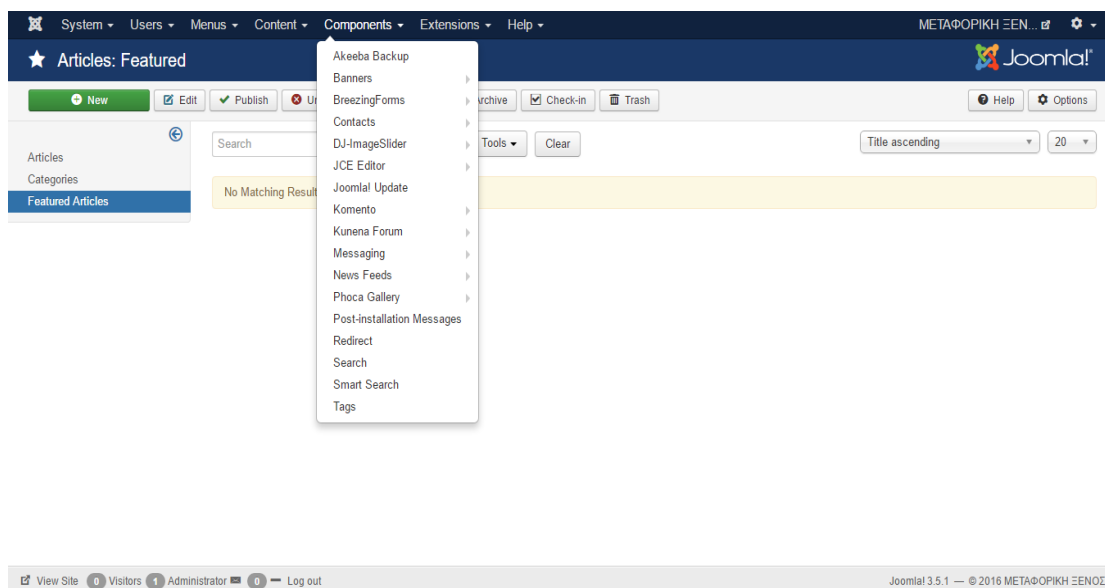 System Users Menus Content Components Extensions Help ΜΕΤΑΦΟΡΙΚΗ ΞΕΝ...
Articles: Featured Joomla!
New Edit Publish Archive Check-in Trash Help Options
Search Tools Clear Title ascending 20
Articles
Categories
Featured Articles
No Matching
Akeeba Backup
Banners
BreezingForms
Contacts
DJ-ImageSlider
JCE Editor
Joomla! Update
Komento
Kunena Forum
Messaging
News Feeds
Phoca Gallery
Post-installation Messages
Redirect
Search
Smart Search
Tags
View Site 0 Visitors 1 Administrator 0 Log out Joomla! 3.5.1 — © 2016 ΜΕΤΑΦΟΡΙΚΗ ΞΕΝΟΣ